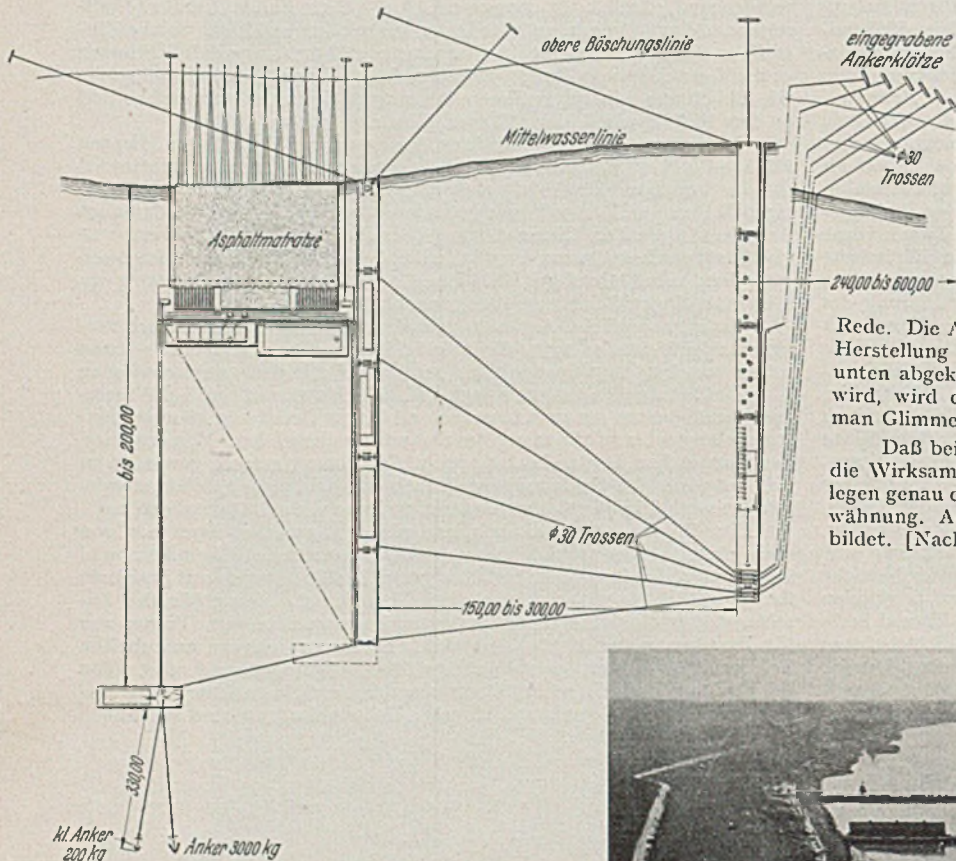 obere Böschungslinie
eingegrabene
Ankerklötze
Mittelwasserlinie
ϕ30
Trossen
Asphaltmatratze
240,00 bis 600,00
bis 200,00
Rede. Die A
Herstellung
unten abgek
wird, wird d
man Glimme
Daß bei
die Wirksam
legen genau d
wähnung. A
bildet. [Nach
ϕ30 Trossen
150,00 bis 300,00
330,00
kl. Anker
200 kg
Anker 3000 kg